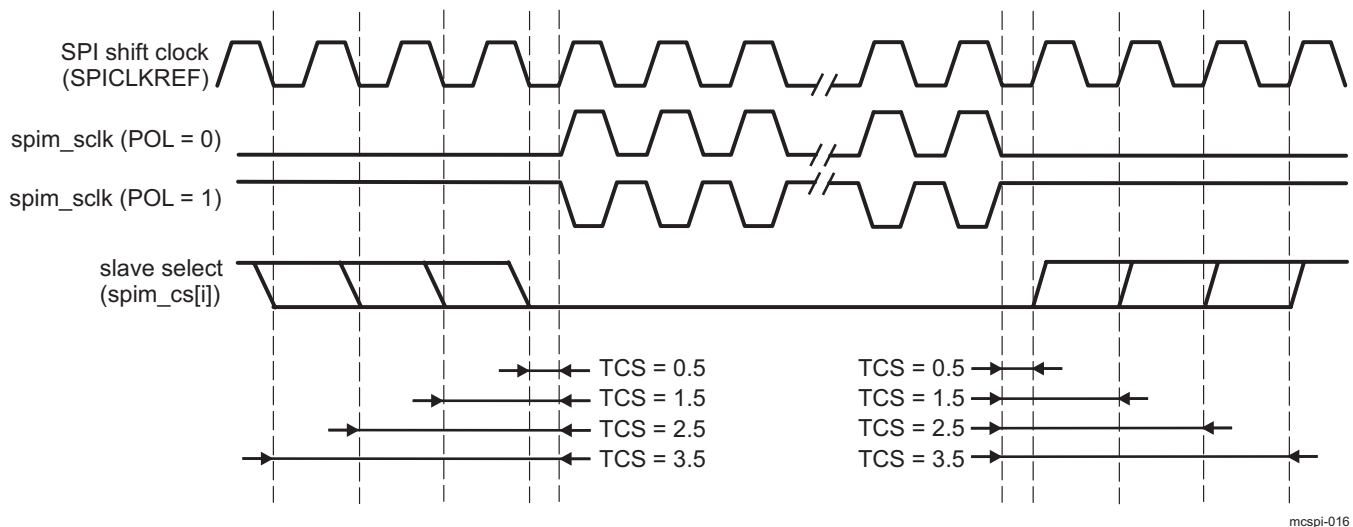 SPI shift clock
(SPICLKREF)
spim_sclk (POL = 0)
spim_sclk (POL = 1)
slave select
(spim_cs[i])
TCS = 0.5 TCS = 0.5
TCS = 1.5 TCS = 1.5
TCS = 2.5 TCS = 2.5
TCS = 3.5 TCS = 3.5
mcspi-016